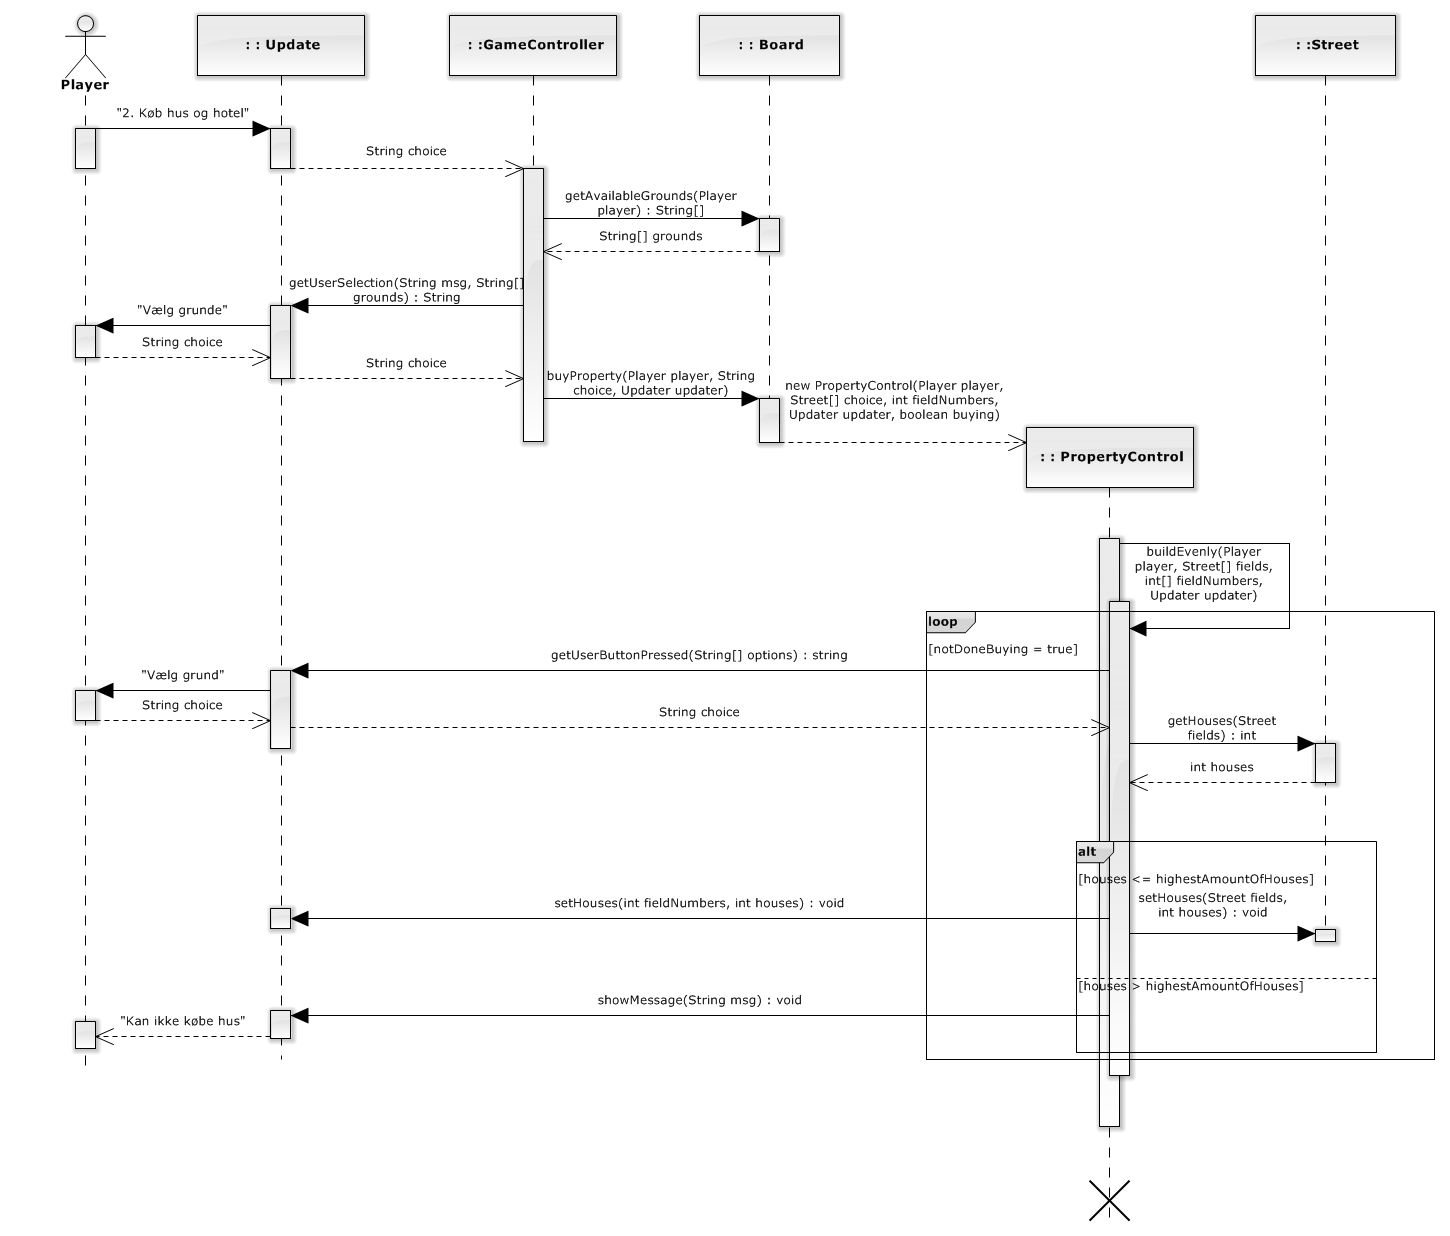 Player
: : Update
: :GameController
: : Board
: :Street
"2. Køb hus og hotel"
String choice
getAvailableGrounds(Player
player) : String[]
String[] grounds
getUserSelection(String msg, String[]
grounds) : String
"Vælg grunde"
String choice
String choice
buyProperty(Player player, String
choice, Updater updater)
new PropertyControl(Player player,
Street[] choice, int fieldNumbers,
Updater updater, boolean buying)
: : PropertyControl
buildEvenly(Player
player, Street[] fields,
int[] fieldNumbers,
Updater updater)
loop
[notDoneBuying = true]
getUserButtonPressed(String[] options) : string
"Vælg grund"
String choice
String choice
getHouses(Street
fields) : int
int houses
alt
[houses <= highestAmountOfHouses]
setHouses(int fieldNumbers, int houses) : void
setHouses(Street fields,
int houses) : void
[houses > highestAmountOfHouses]
showMessage(String msg) : void
"Kan ikke købe hus"